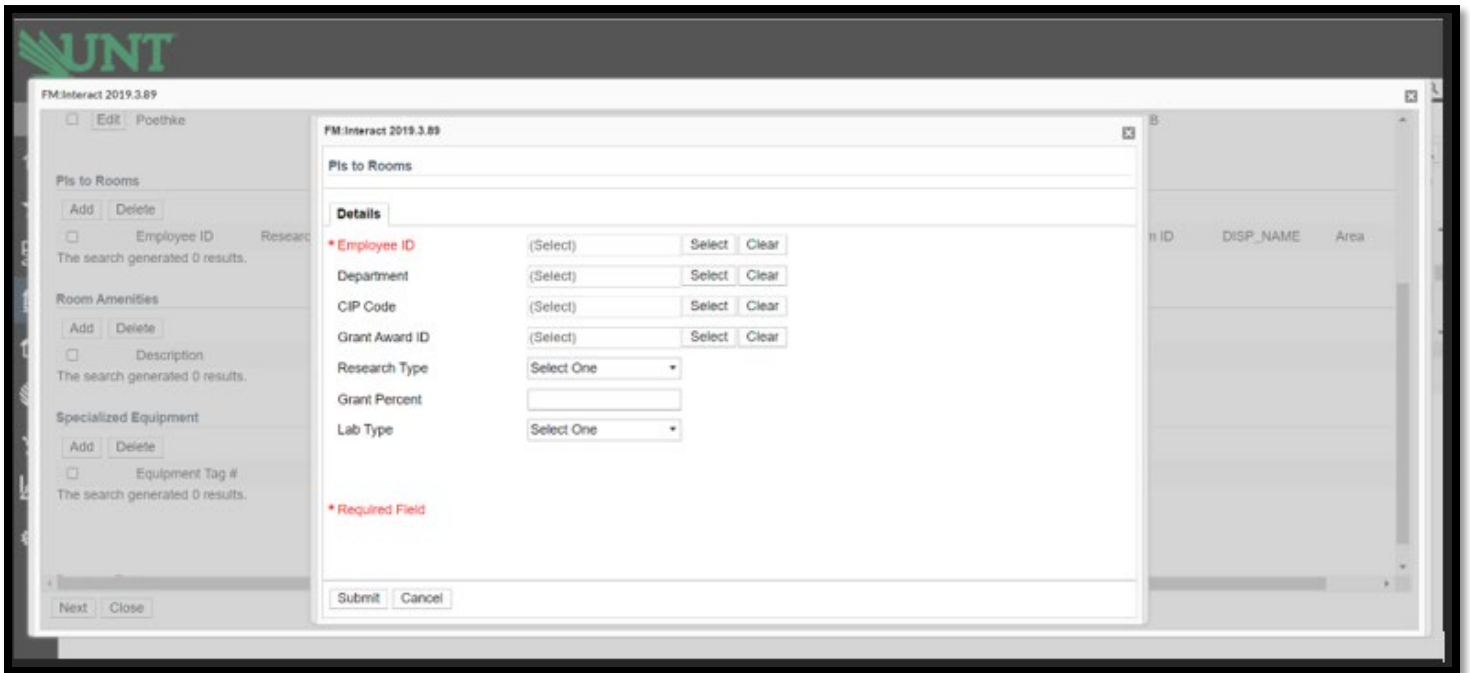 UNT
FM:Interact 2019.3.89
Edit Poethke
B
PIs to Rooms
Add Delete
Employee ID Researc
m ID DISP_NAME Area
The search generated 0 results.
Room Amenities
Add Delete
Description
The search generated 0 results.
Specialized Equipment
Add Delete
Equipment Tag #
The search generated 0 results.
Next Close
FM:Interact 2019.3.89
PIs to Rooms
Details
* Employee ID (Select) Select Clear
Department (Select) Select Clear
CIP Code (Select) Select Clear
Grant Award ID (Select) Select Clear
Research Type Select One
Grant Percent
Lab Type Select One
* Required Field
Submit Cancel